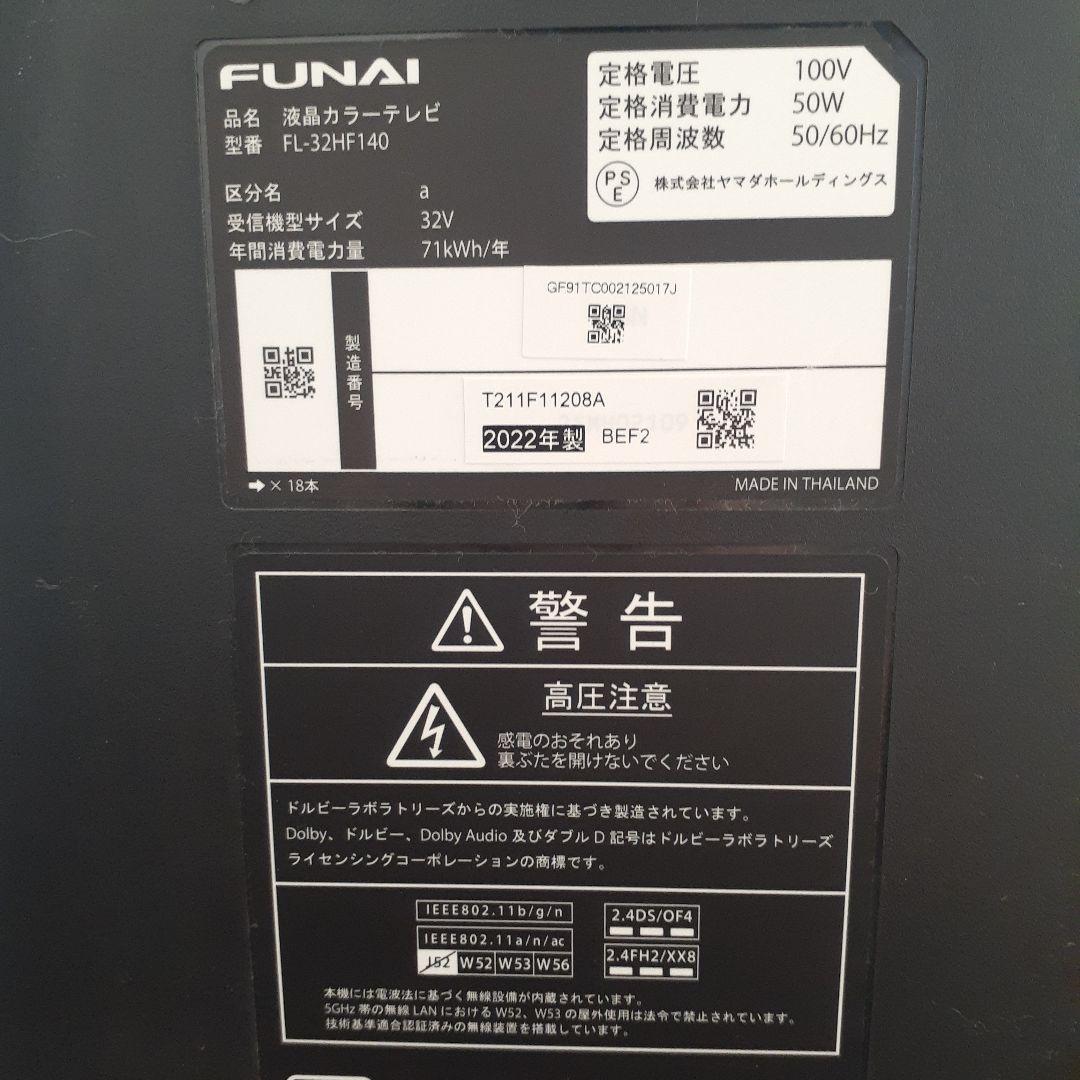 FUNAI
品名 液晶カラーテレビ
型番 FL-32HF140
区分名 a
受信機型サイズ 32V
年間消費電力量 71kWh/年
定格電圧 100V
定格消費電力 50W
定格周波数 50/60Hz
PSE 株式会社ヤマダホールディングス
製造番号
GF91TC002125017J
T211F11208A
2022年製 BEF2
➡ × 18本
MADE IN THAILAND
警告
高圧注意
感電のおそれあり
裏ぶたを開けないでください
ドルビーラボラトリーズからの実施権に基づき製造されています。
Dolby、ドルビー、Dolby Audio 及びダブル D 記号はドルビーラボラトリーズ
ライセンシングコーポレーションの商標です。
IEEE802.11b/g/n
IEEE802.11a/n/ac
J52 W52 W53 W56
2.4DS/OF4
2.4FH2/XX8
本機には電波法に基づく無線設備が内蔵されています。
5GHz 帯の無線 LAN における W52、W53 の屋外使用は法令で禁止されています。
技術基準適合認証済みの無線装置を搭載しています。